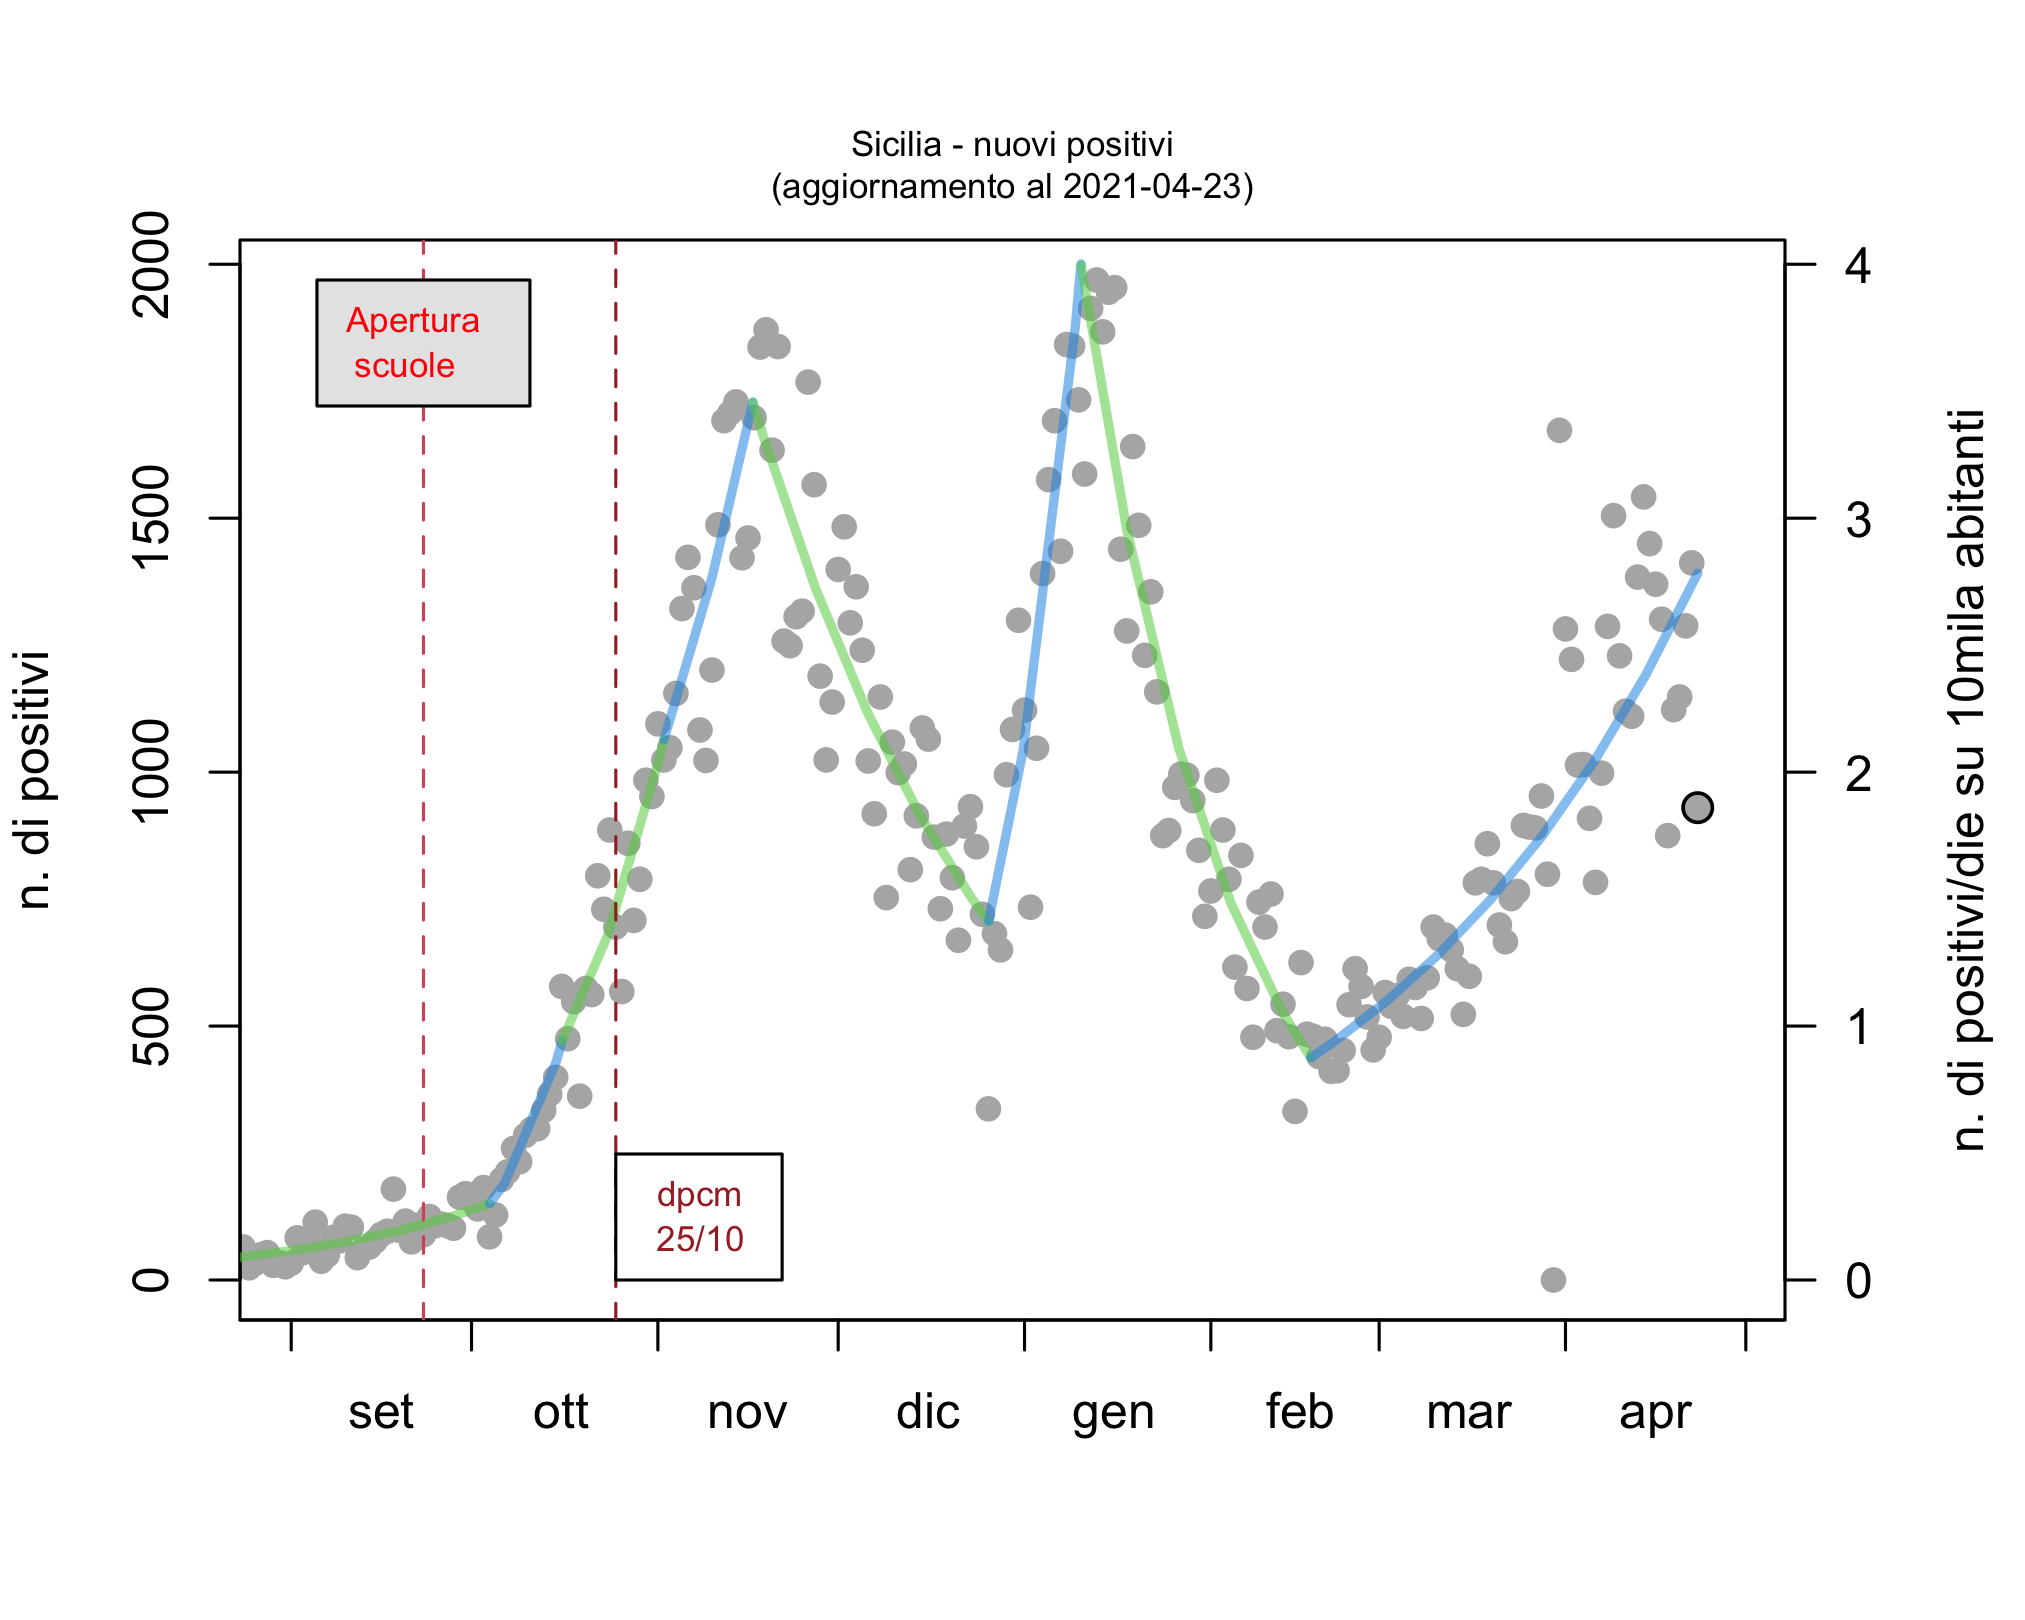 Sicilia - nuovi positivi
(aggiornamento al 2021-04-23)
n. di positivi
2000
1500
1000
500
0
Apertura
scuole
dpcm
25/10
4
3
2
1
0
n. di positivi/die su 10mila abitanti
set ott nov dic gen feb mar apr